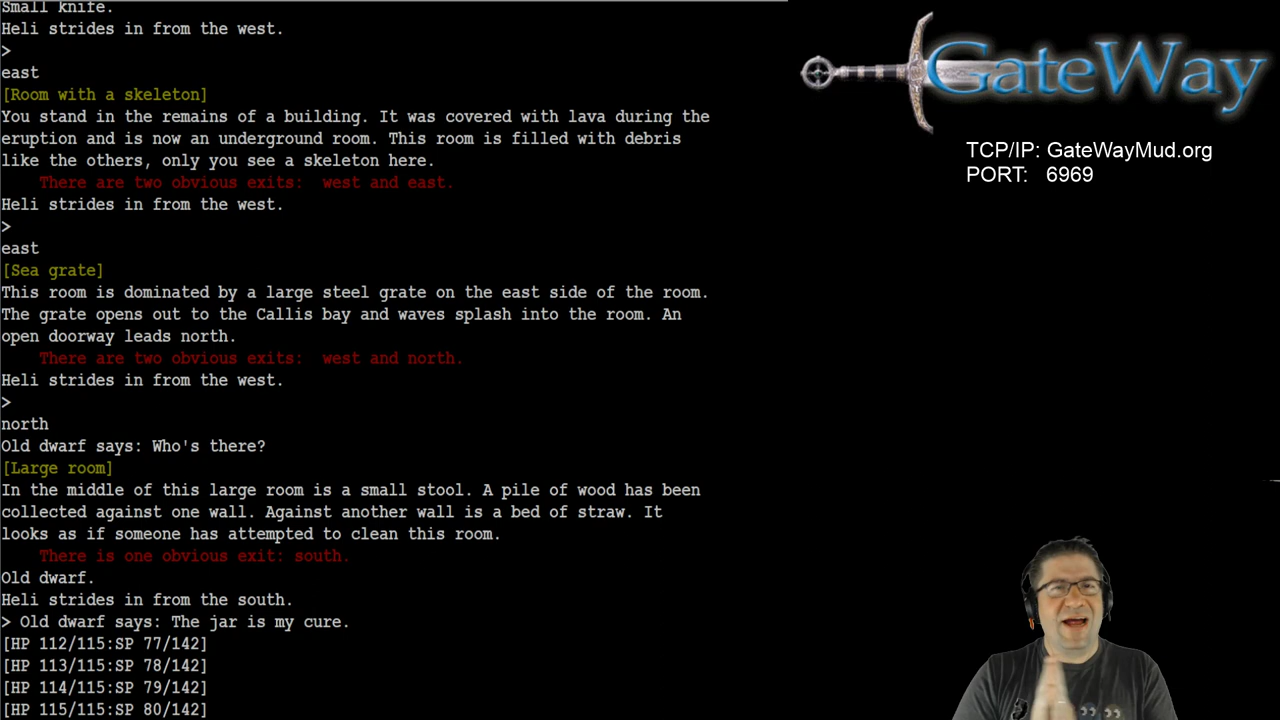 Small knife.
Heli strides in from the west.
>
east
[Room with a skeleton]
You stand in the remains of a building. It was covered with lava during the
eruption and is now an underground room. This room is filled with debris
like the others, only you see a skeleton here.
There are two obvious exits:  west and east.
Heli strides in from the west.
>
east
[Sea grate]
This room is dominated by a large steel grate on the east side of the room.
The grate opens out to the Callis bay and waves splash into the room. An
open doorway leads north.
There are two obvious exits:  west and north.
Heli strides in from the west.
>
north
Old dwarf says: Who's there?
[Large room]
In the middle of this large room is a small stool. A pile of wood has been
collected against one wall. Against another wall is a bed of straw. It
looks as if someone has attempted to clean this room.
There is one obvious exit: south.
Old dwarf.
Heli strides in from the south.
> Old dwarf says: The jar is my cure.
[HP 112/115:SP 77/142]
[HP 113/115:SP 78/142]
[HP 114/115:SP 79/142]
[HP 115/115:SP 80/142]
GateWay
TCP/IP: GateWayMud.org
PORT:   6969